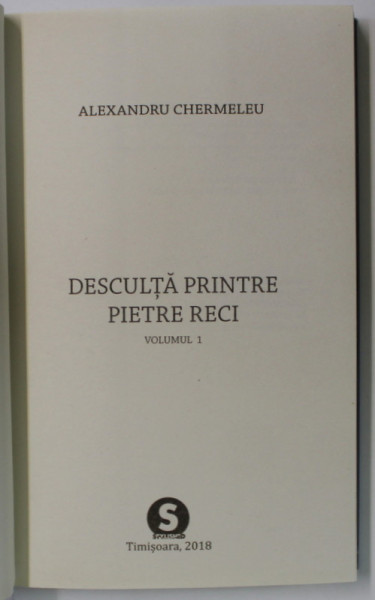 ALEXANDRU CHERMELEU
DESCULȚĂ PRINTRE
PIETRE RECI
VOLUMUL 1
S
Timișoara, 2018